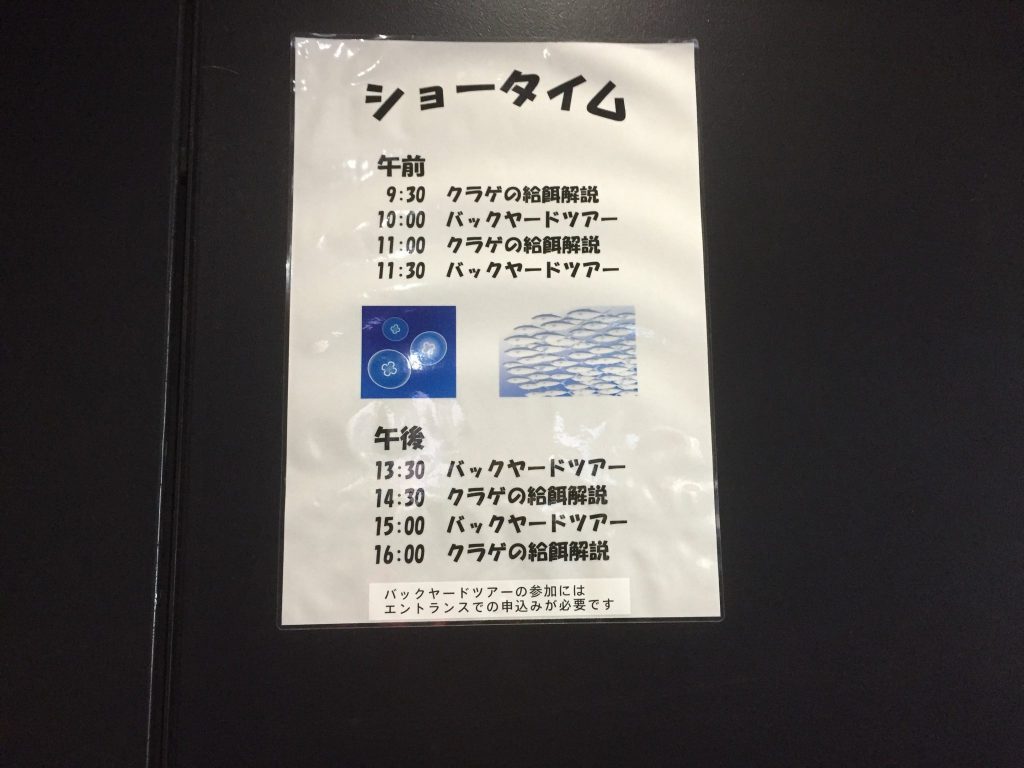 ショータイム
午前
9:30 クラゲの給餌解説
10:00 バックヤードツアー
11:00 クラゲの給餌解説
11:30 バックヤードツアー
午後
13:30 バックヤードツアー
14:30 クラゲの給餌解説
15:00 バックヤードツアー
16:00 クラゲの給餌解説
バックヤードツアーの参加には
エントランスでの申込みが必要です